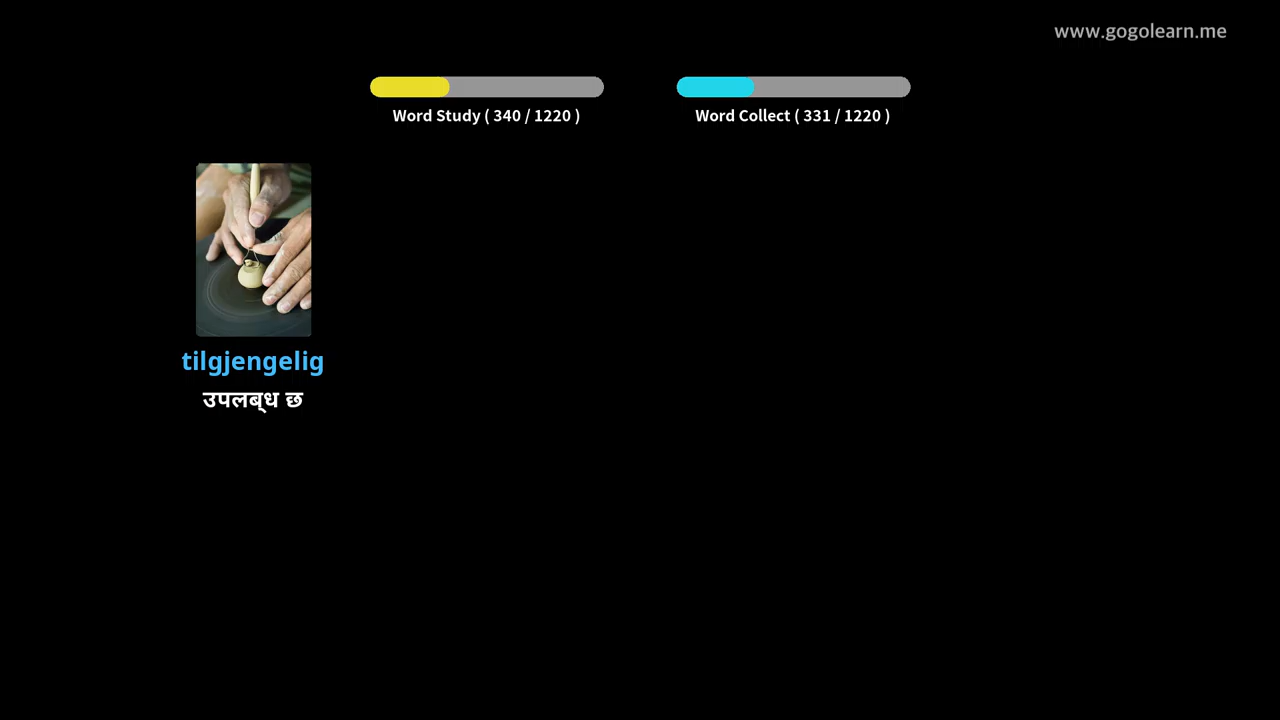 www.gogolearn.me
Word Study ( 340 / 1220 )
Word Collect ( 331 / 1220 )
tilgjengelig
उपलब्ध छ